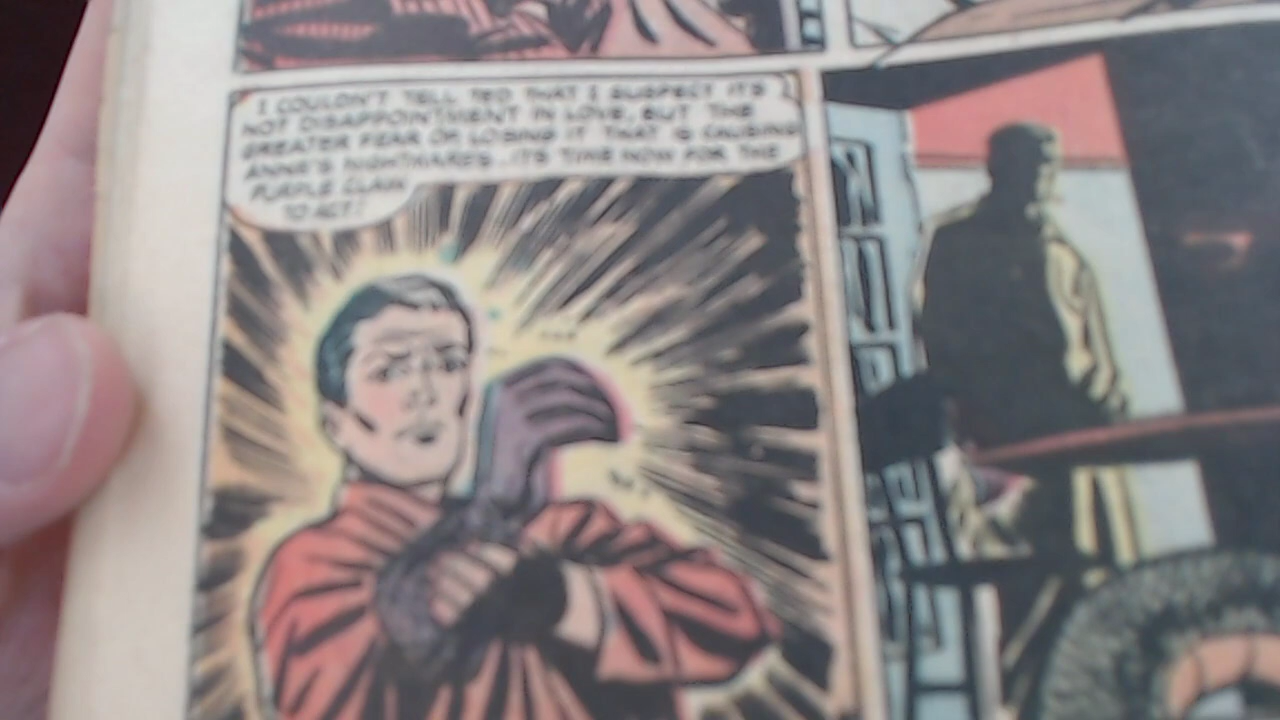 I COULDN'T TELL TED THAT I SUSPECT IT'S
NOT DISAPPOINTMENT IN LOVE, BUT THE
GREATER FEAR OF LOSING IT THAT IS CAUSING
ANNE'S NIGHTMARES...IT'S TIME NOW FOR THE
PURPLE CLAW
TO ACT!